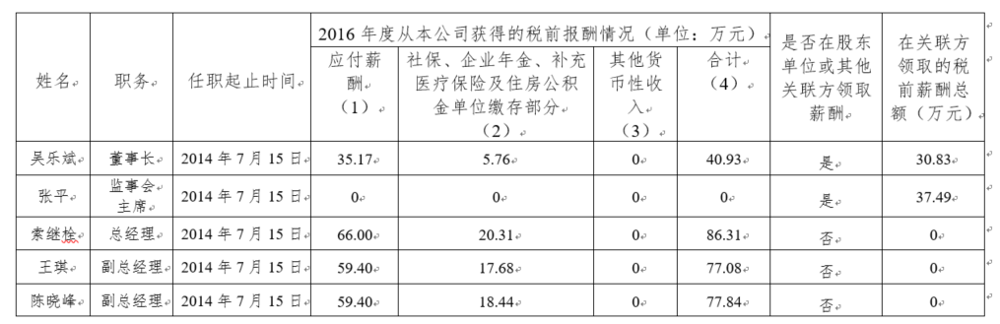 姓名
职务
任职起止时间
2016 年度从本公司获得的税前报酬情况（单位：万元）
应付薪
酬
（1）
社保、企业年金、补充
医疗保险及住房公积
金单位缴存部分
（2）
其他货
币性收
入
（3）
合计
（4）
是否在股东
单位或其他
关联方领取
薪酬
在关联方
领取的税
前薪酬总
额（万元）
吴乐斌 董事长 2014 年 7 月 15 日 35.17 5.76 0 40.93 是 30.83
张平 监事会
主席 2014 年 7 月 15 日 0 0 0 0 是 37.49
索继栓 总经理 2014 年 7 月 15 日 66.00 20.31 0 86.31 否 0
王琪 副总经理 2014 年 7 月 15 日 59.40 17.68 0 77.08 否 0
陈晓峰 副总经理 2014 年 7 月 15 日 59.40 18.44 0 77.84 否 0